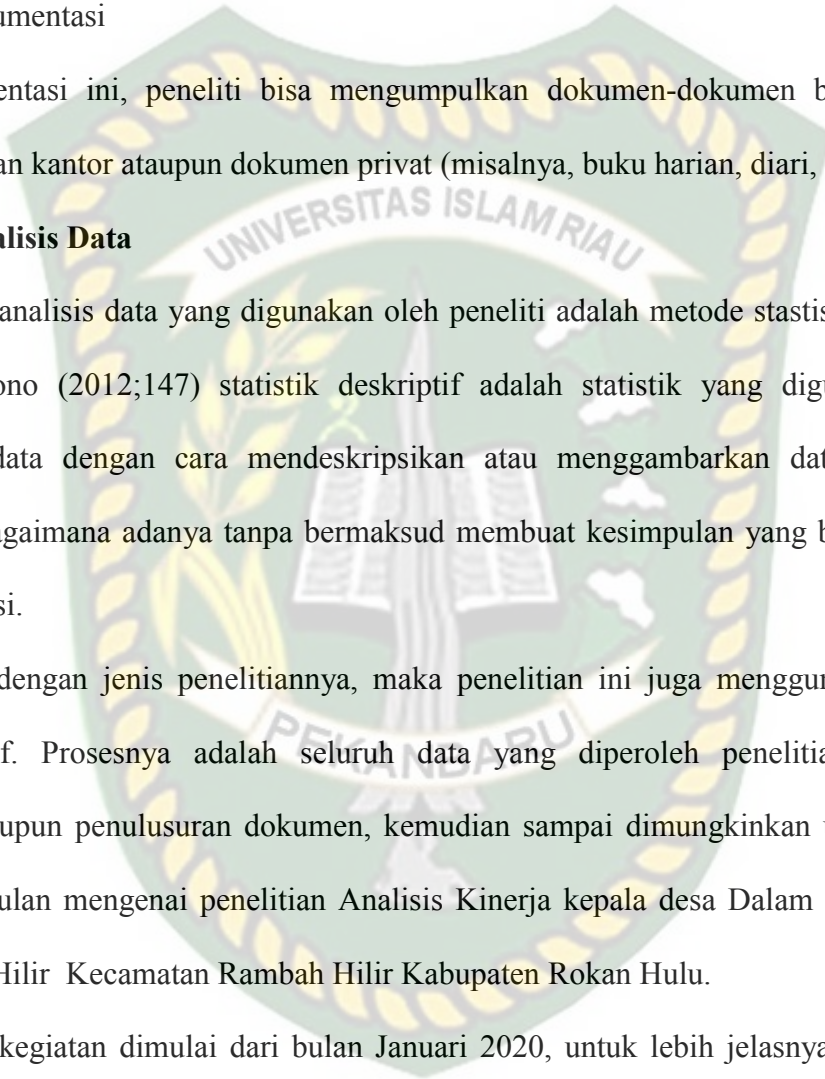 umentasi
entasi ini, peneliti bisa mengumpulkan dokumen-dokumen b
an kantor ataupun dokumen privat (misalnya, buku harian, diari,
UNIVERSITAS ISLAM RIAU
alisis Data
analisis data yang digunakan oleh peneliti adalah metode stastis
ono (2012;147) statistik deskriptif adalah statistik yang digu
data dengan cara mendeskripsikan atau menggambarkan dat
agaimana adanya tanpa bermaksud membuat kesimpulan yang b
si.
dengan jenis penelitiannya, maka penelitian ini juga menggun
f. Prosesnya adalah seluruh data yang diperoleh penelitia
PEKANBARU
upun penulusuran dokumen, kemudian sampai dimungkinkan
ulan mengenai penelitian Analisis Kinerja kepala desa Dalam
Hilir Kecamatan Rambah Hilir Kabupaten Rokan Hulu.
kegiatan dimulai dari bulan Januari 2020, untuk lebih jelasnya